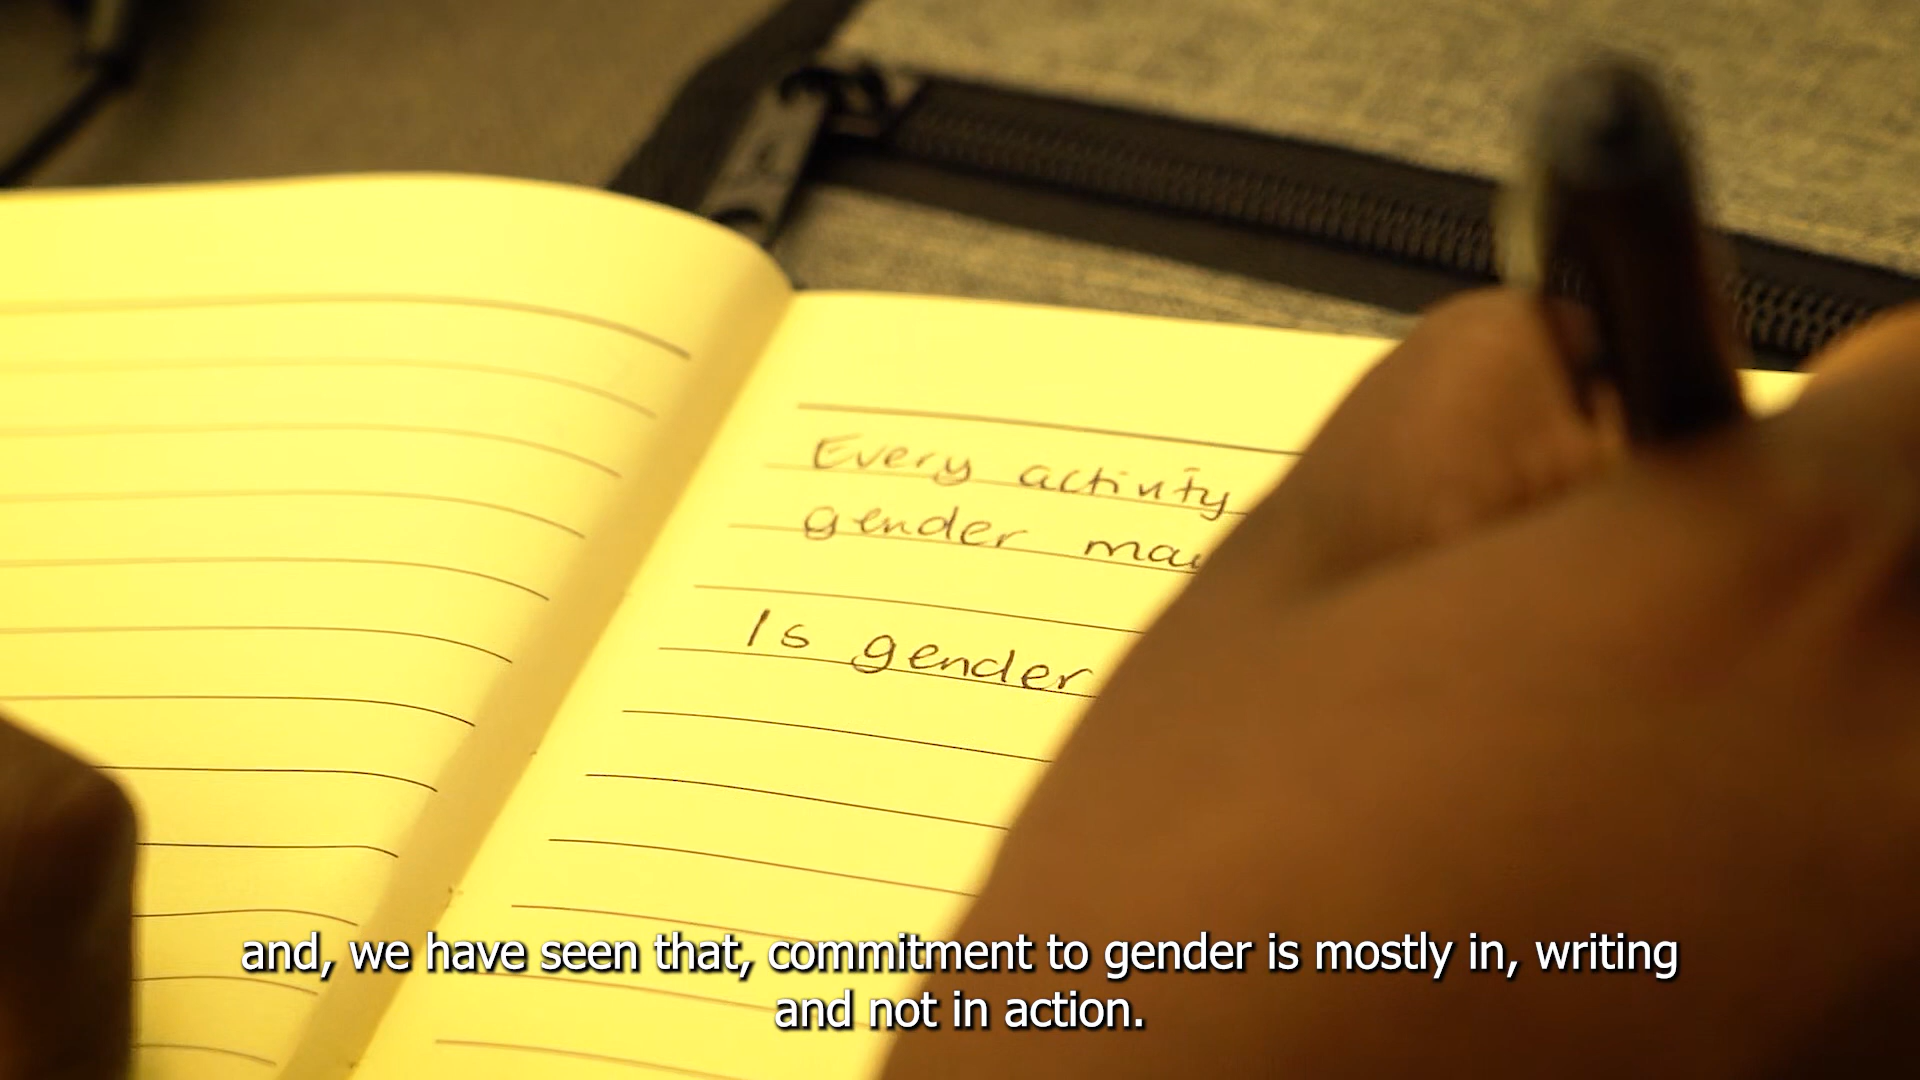 Every activity
gender
Is gender
and, we have seen that, commitment to gender is mostly in, writing
and not in action.